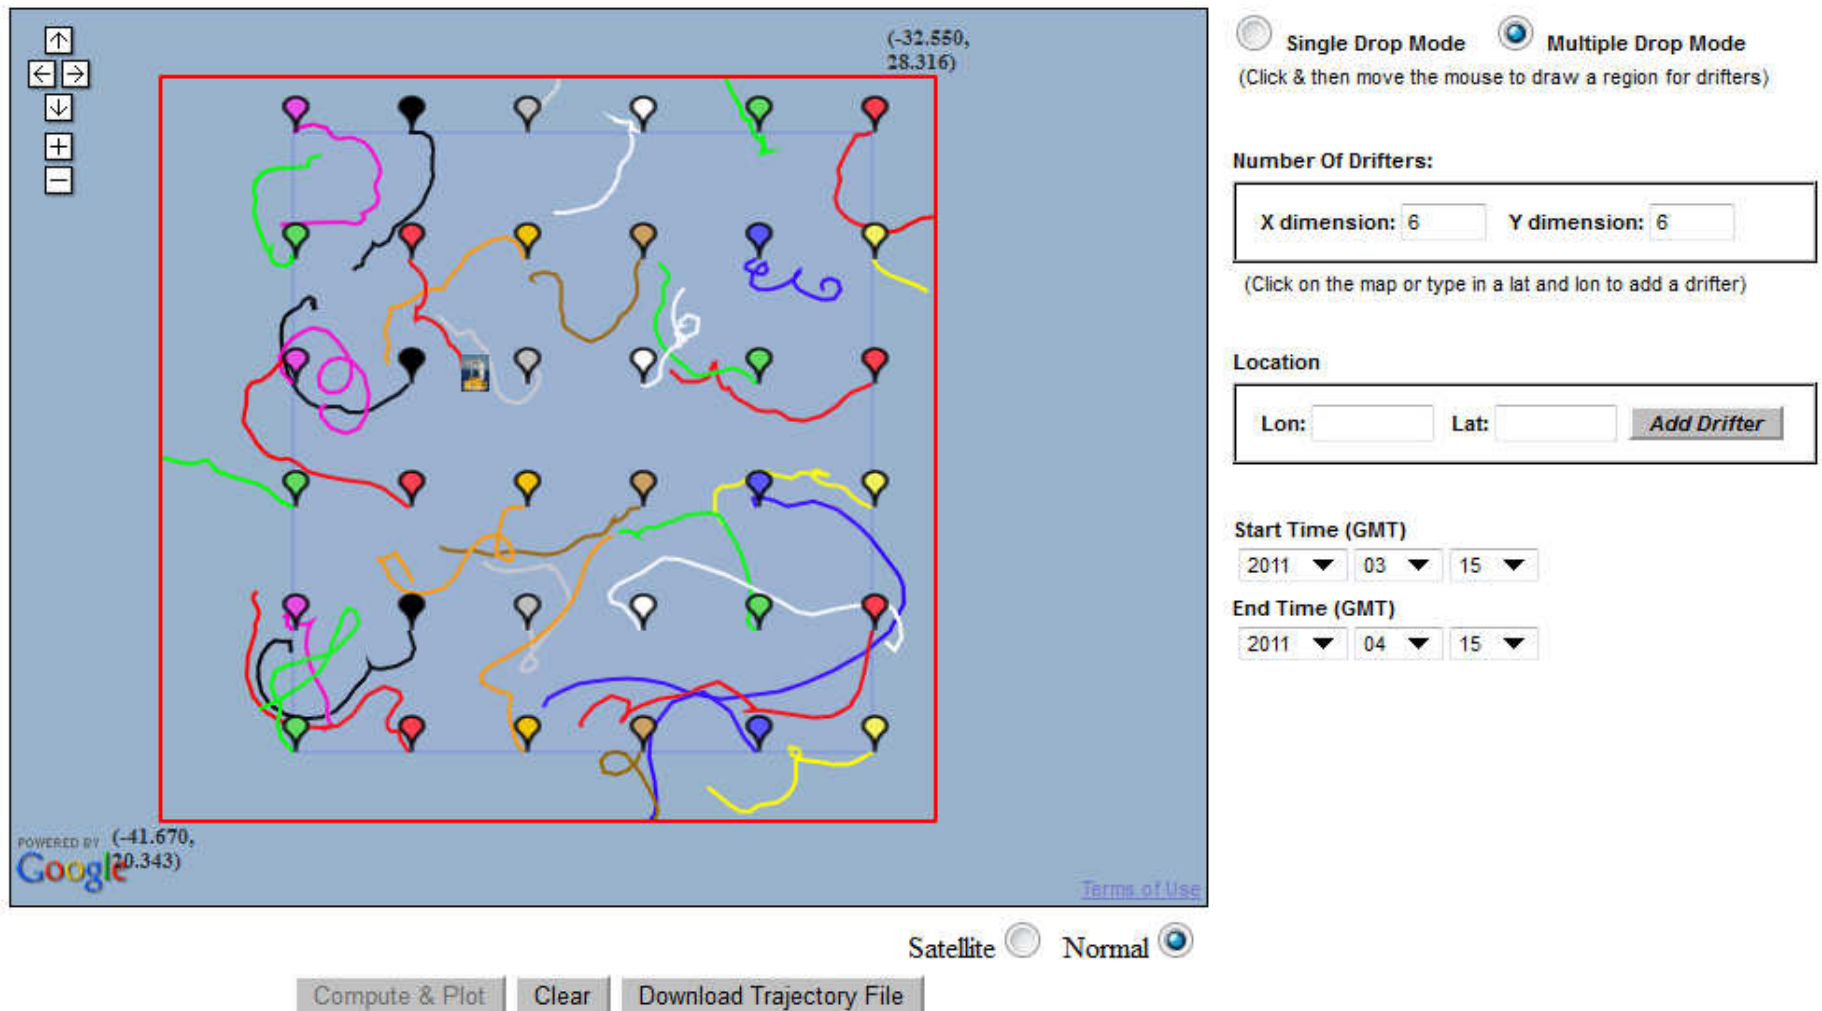 (-32.550,
28.316)
(-41.670,
20.343)
POWERED BY
Google
Terms of Use
Satellite
Normal
Compute & Plot
Clear
Download Trajectory File
Single Drop Mode
Multiple Drop Mode
(Click & then move the mouse to draw a region for drifters)
Number Of Drifters:
X dimension: 6
Y dimension: 6
(Click on the map or type in a lat and lon to add a drifter)
Location
Lon:
Lat:
Add Drifter
Start Time (GMT)
2011 03 15
End Time (GMT)
2011 04 15